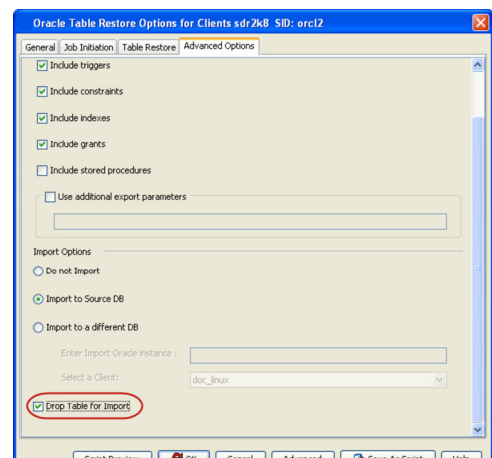 Oracle Table Restore Options for Clients sdr2k8 SID: orcl2
General Job Initiation Table Restore Advanced Options
Include triggers
Include constraints
Include indexes
Include grants
Include stored procedures
Use additional export parameters
Import Options
Do not Import
Import to Source DB
Import to a different DB
Enter Import Oracle instance :
Select a Client: doc_linux
Drop Table for Import
Script Preview OK Cancel Advanced Save As Script Help